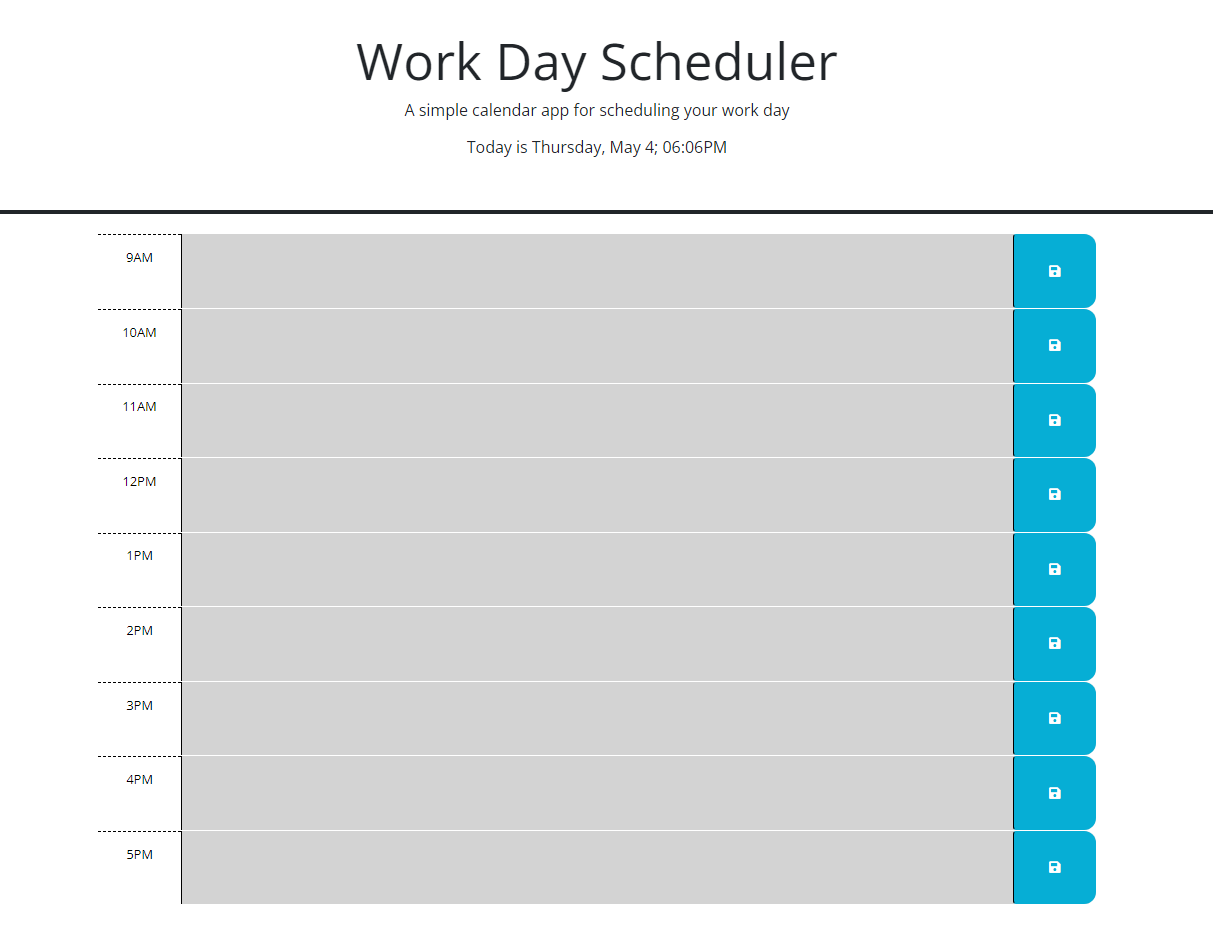 Work Day Scheduler
A simple calendar app for scheduling your work day
Today is Thursday, May 4; 06:06PM
9AM
10AM
11AM
12PM
1PM
2PM
3PM
4PM
5PM